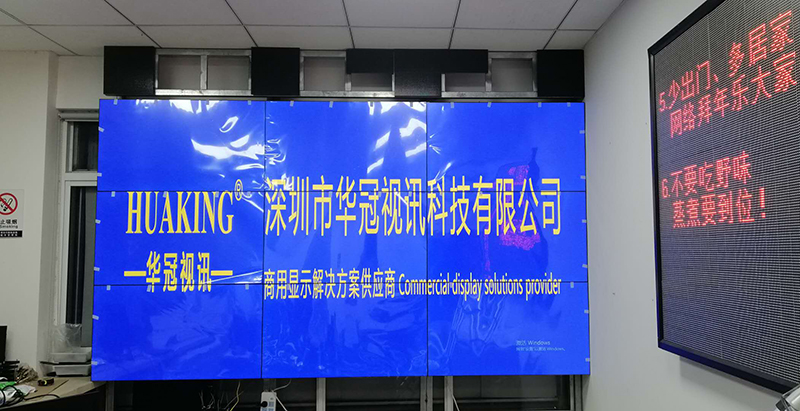 HUAKING®
华冠视讯
深圳市华冠视讯科技有限公司
商用显示解决方案供应商 Commercial display solutions provider
激活 Windows
5.少出门、多居家
网络拜年乐大家
6.不要吃野味
蒸煮要到位！